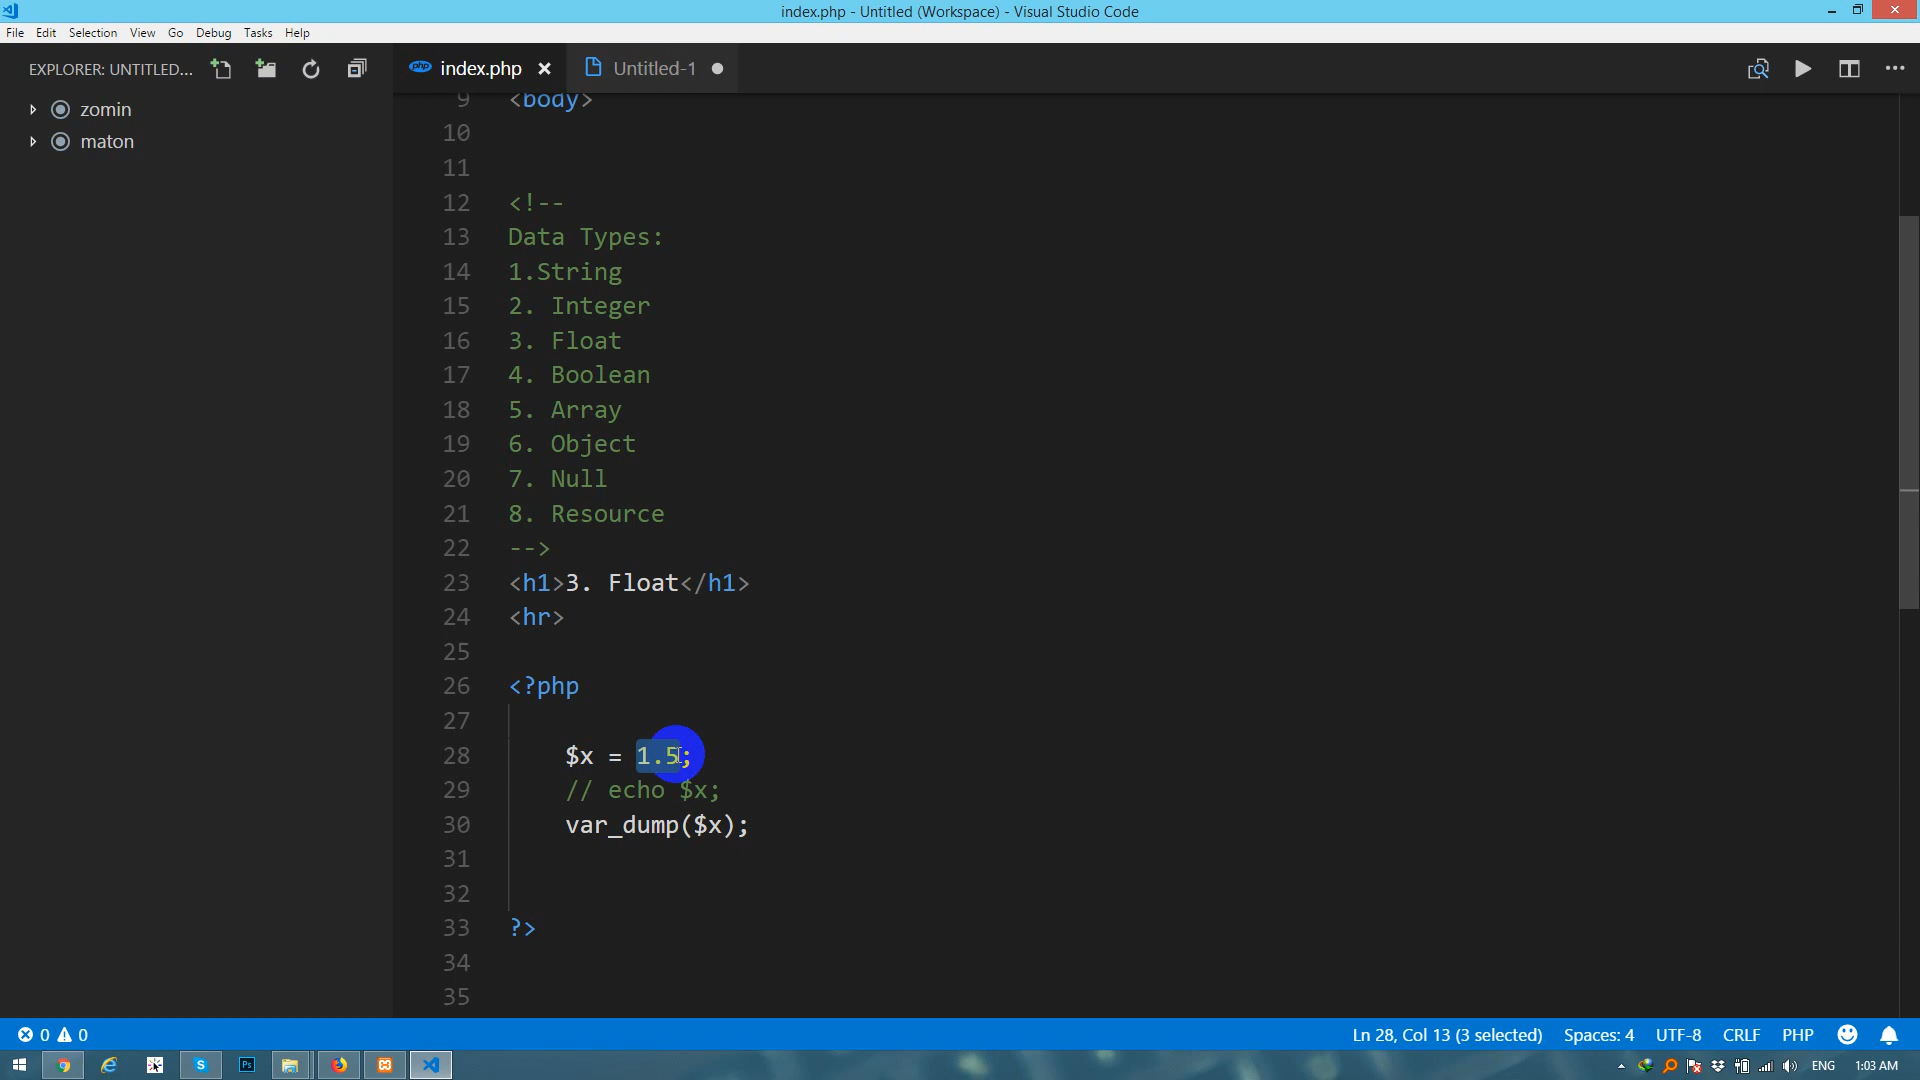 index.php - Untitled (Workspace) - Visual Studio Code
File Edit Selection View Go Debug Tasks Help
EXPLORER: UNTITLED...
index.php
Untitled-1
zomin
maton
9 <body>
10
11
12 <!--
13 Data Types:
14 1.String
15 2. Integer
16 3. Float
17 4. Boolean
18 5. Array
19 6. Object
20 7. Null
21 8. Resource
22 -->
23 <h1>3. Float</h1>
24 <hr>
25
26 <?php
27
28 $x = 1.5;
29 // echo $x;
30 var_dump($x);
31
32
33 ?>
34
35
0 0 Ln 28, Col 13 (3 selected) Spaces: 4 UTF-8 CRLF PHP
ENG 1:03 AM